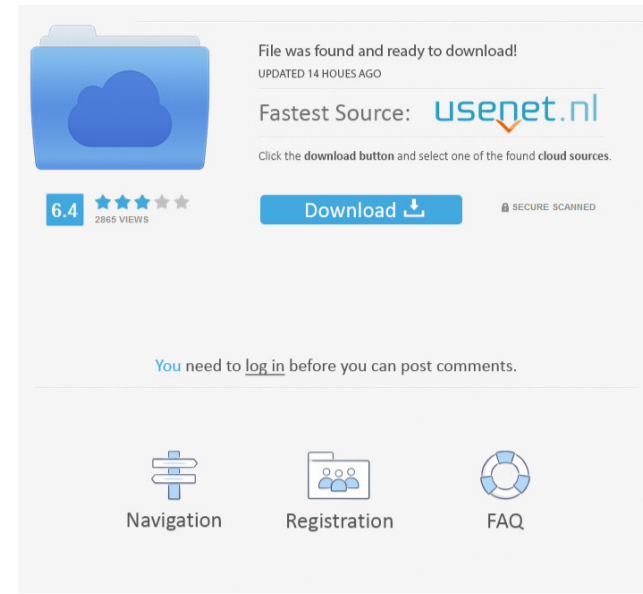 File was found and ready to download!
UPDATED 14 HOUES AGO
Fastest Source: usenet.nl
Click the download button and select one of the found cloud sources.
6.4
2865 VIEWS
Download
SECURE SCANNED
You need to log in before you can post comments.
Navigation
Registration
FAQ